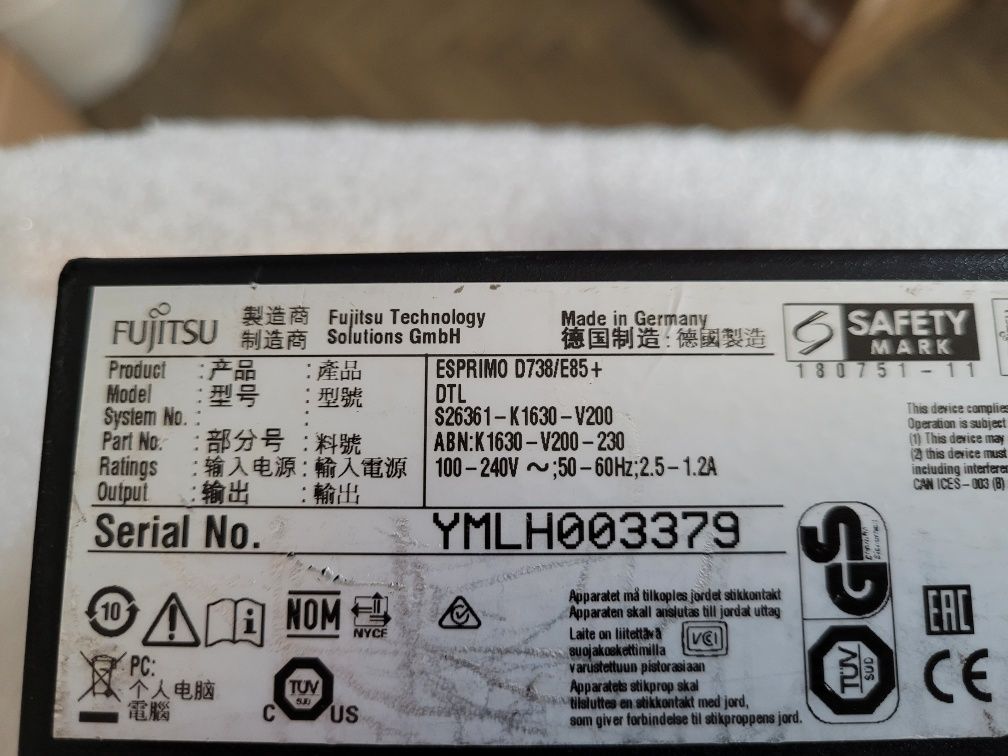 FUJITSU
製造商
制造商
Fujitsu Technology
Solutions GmbH
Made in Germany
德国制造:德國製造
SAFETY
MARK
180751-11
Product :产品 :產品 ESPRIMO D738/E85+
Model :型号 :型號 DTL
System No. : : S26361-K1630-V200
Part No. :部分号 :料號 ABN:K1630-V200-230
Ratings :输入电源 :輸入電源 100-240V ~;50-60Hz;2.5-1.2A
Output :输出 :輸出
This device complies
Operation is subject
(1) This device may
(2) this device must
including interfere
CAN ICES-003 (B)
Serial No. YMLH003379
GS
10
NOM
NYCE
Apparatet må tilkoples jordet stikkontakt
Apparaten skall anslutas till jordat uttag
Laite on liitettävä
suojakoskettimilla
varustettuun pistorasiaan
VCI
Apparatets stikprop skal
tilsluttes en stikkontakt med jord,
som giver forbindelse til stikproppens jord.
PC:
个人电脑
電腦
C TÜV SÜD US
TÜV SÜD
EAC
CE